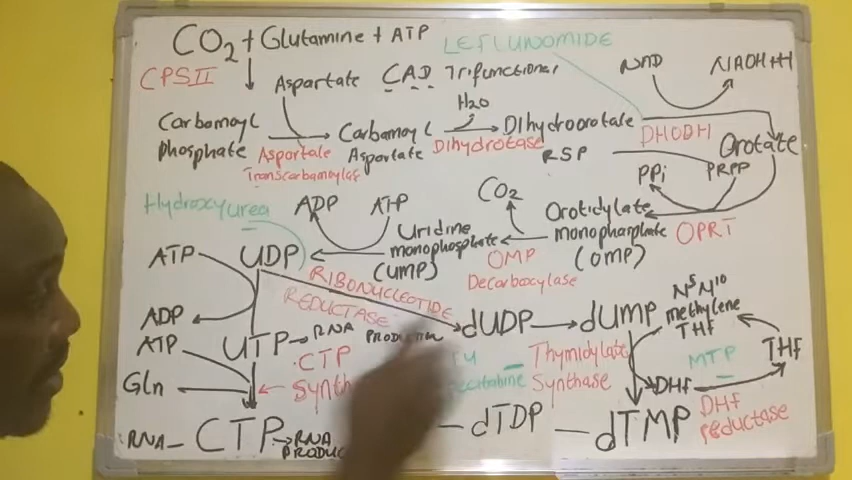 CO2 + Glutamine + ATP
LEFLUNOMIDE
CPSII
Aspartate
CAD Trifunctional
NAD
NADH+H
H2O
Carbamoyl
phosphate
Carbamoyl
Aspartate
Dihydroorotate
Aspartate
Transcarbamoylas
Dihydrotase
DHODH
Orotate
RSP
PPi
PRPP
Hydroxyurea
ADP
ATP
CO2
Orotidylate
monophosphate
(OMP)
OPRT
Uridine
monophosphate
(UMP)
OMP
Decarboxylase
ATP
UDP
RIBONUCLEOTIDE
REDUCTASE
N5N10
methylene
THF
ADP
ATP
UTP
RNA
PRODUCTION
dUDP
dUMP
THF
CTP
Synth
Thymidylate
Synthase
MTP
Gln
DHF
DHF
reductase
RNA
CTP
RNA
PRODUC
dTDP
dTMP